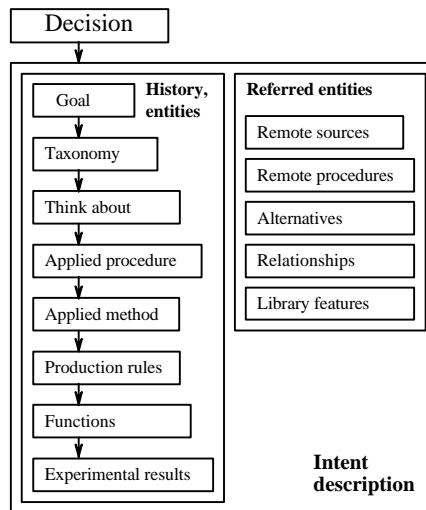 Decision
History,
entities
Goal
Taxonomy
Think about
Applied procedure
Applied method
Production rules
Functions
Experimental results
Referred entities
Remote sources
Remote procedures
Alternatives
Relationships
Library features
Intent
description